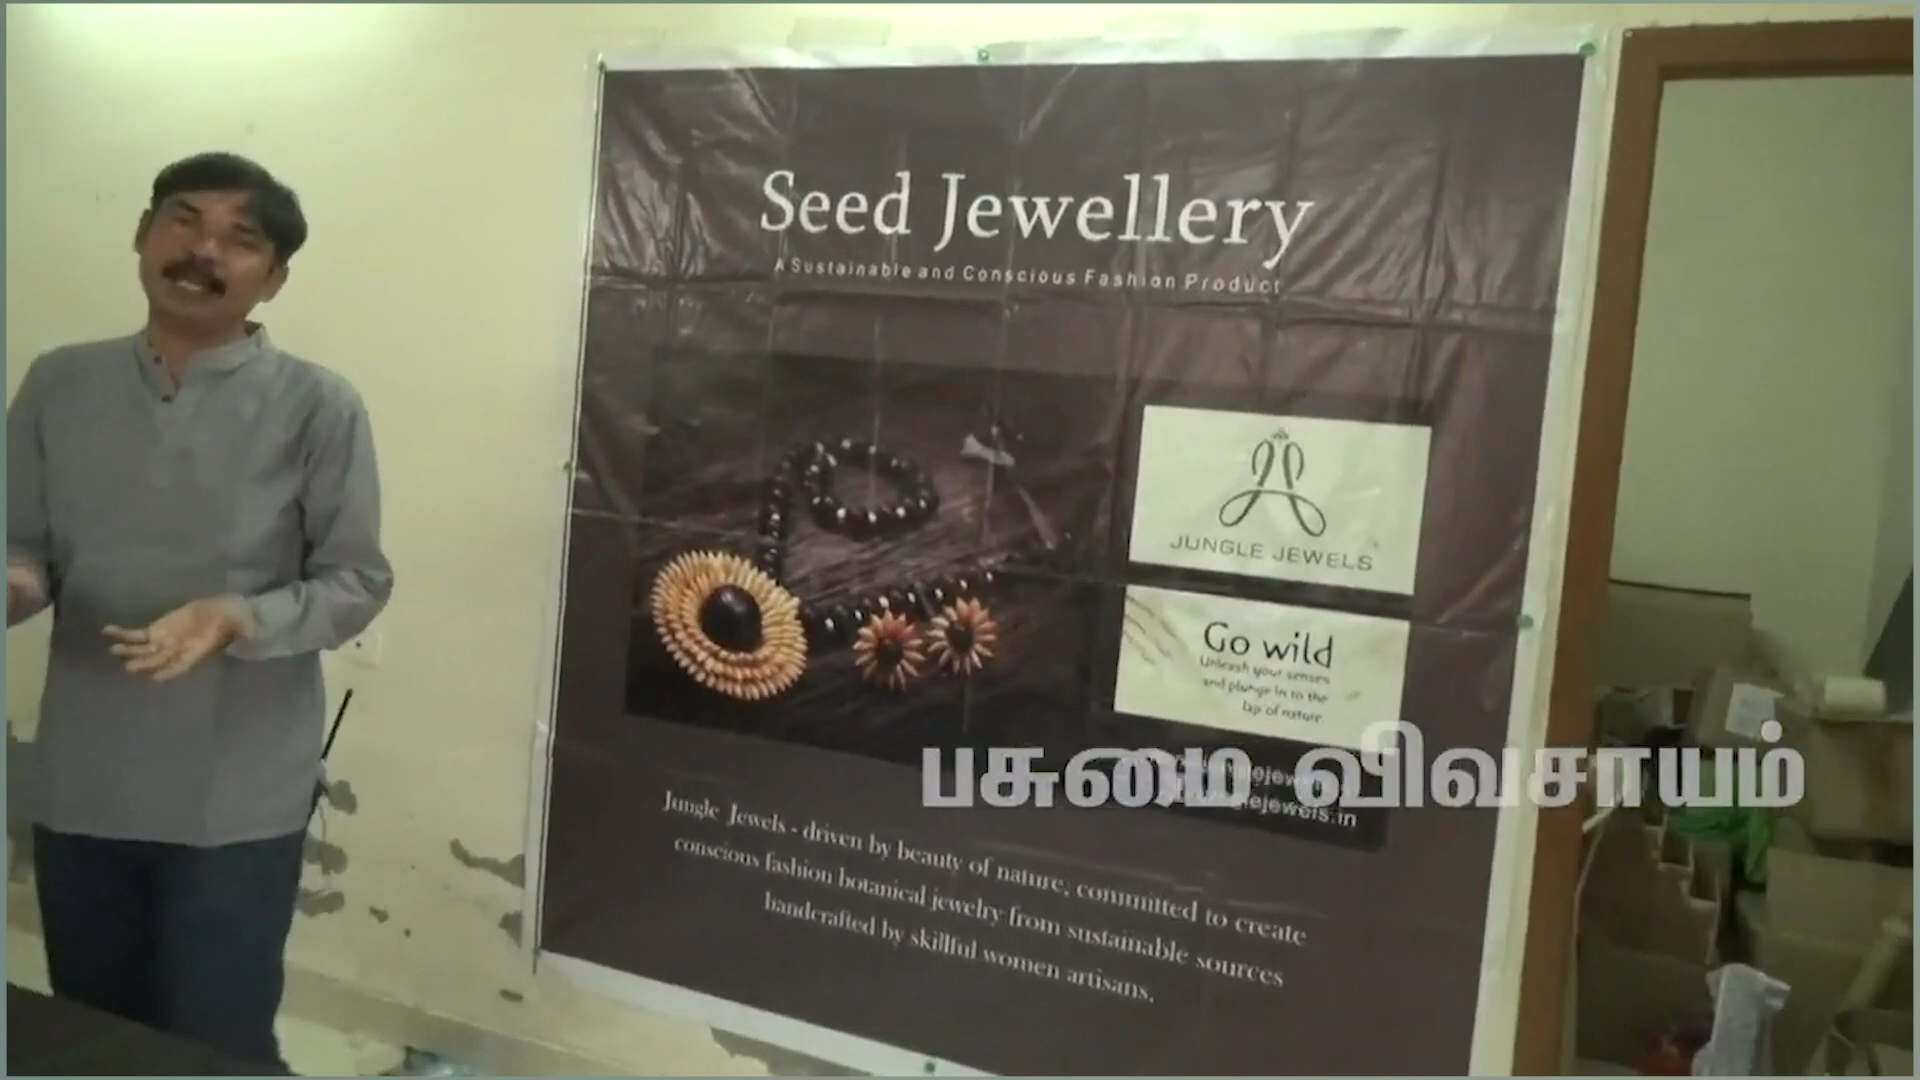 Seed Jewellery
A Sustainable and Conscious Fashion Product
JUNGLE JEWELS
Go wild
Unleash your senses
and plunge in to the
lap of nature
பசுமை விவசாயம்
Jungle Jewels - driven by beauty of nature, committed to create
conscious fashion botanical jewelry from sustainable sources
handcrafted by skillful women artisans.